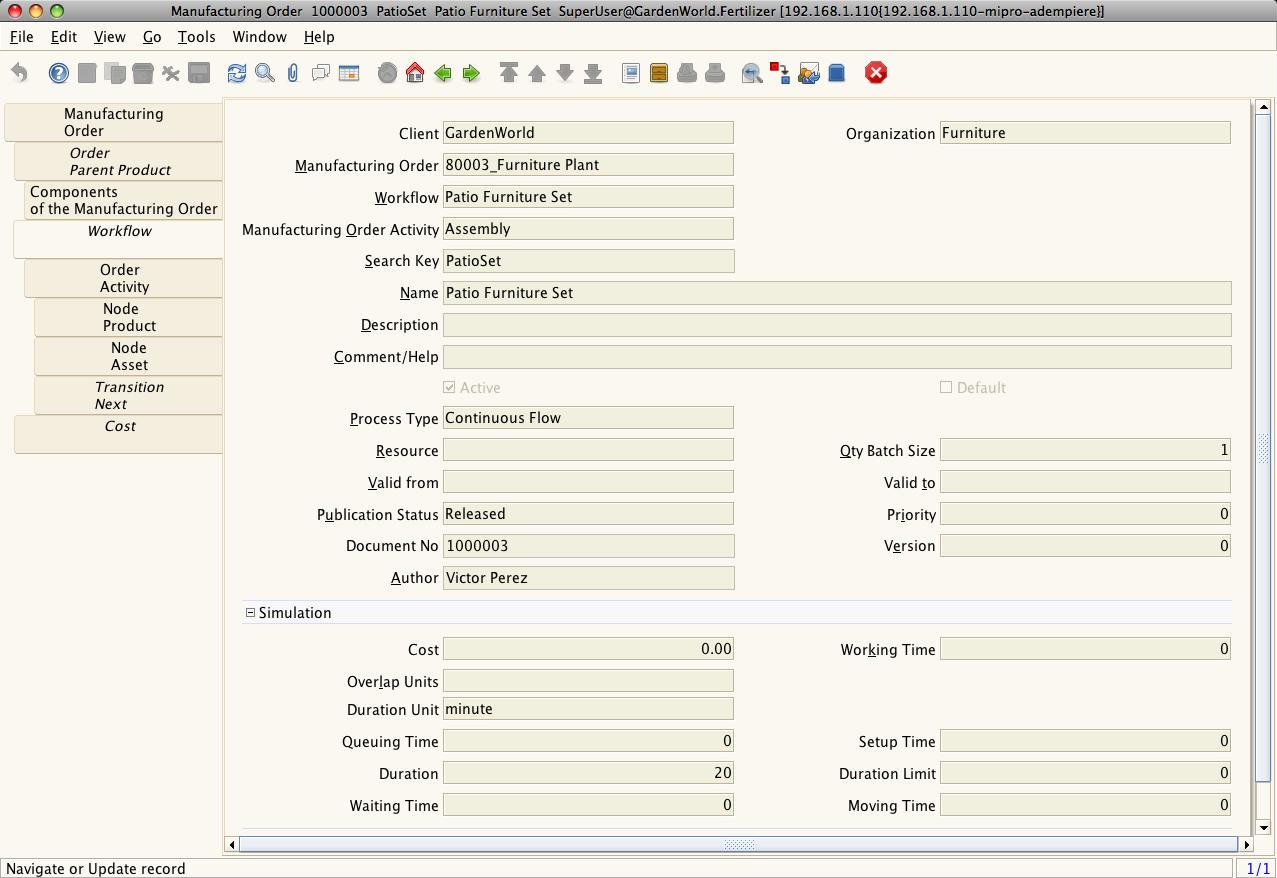 Manufacturing Order 1000003 PatioSet Patio Furniture Set SuperUser@GardenWorld.Fertilizer [192.168.1.110{192.168.1.110-mipro-adempiere}]
File Edit View Go Tools Window Help
Manufacturing
Order
Order
Parent Product
Components
of the Manufacturing Order
Workflow
Order
Activity
Node
Product
Node
Asset
Transition
Next
Cost
Client GardenWorld Organization Furniture
Manufacturing Order 80003_Furniture Plant
Workflow Patio Furniture Set
Manufacturing Order Activity Assembly
Search Key PatioSet
Name Patio Furniture Set
Description
Comment/Help
Active Default
Process Type Continuous Flow
Resource Qty Batch Size 1
Valid from Valid to
Publication Status Released Priority 0
Document No 1000003 Version 0
Author Victor Perez
Simulation
Cost 0.00 Working Time 0
Overlap Units
Duration Unit minute
Queuing Time 0 Setup Time 0
Duration 20 Duration Limit 0
Waiting Time 0 Moving Time 0
Navigate or Update record 1/1